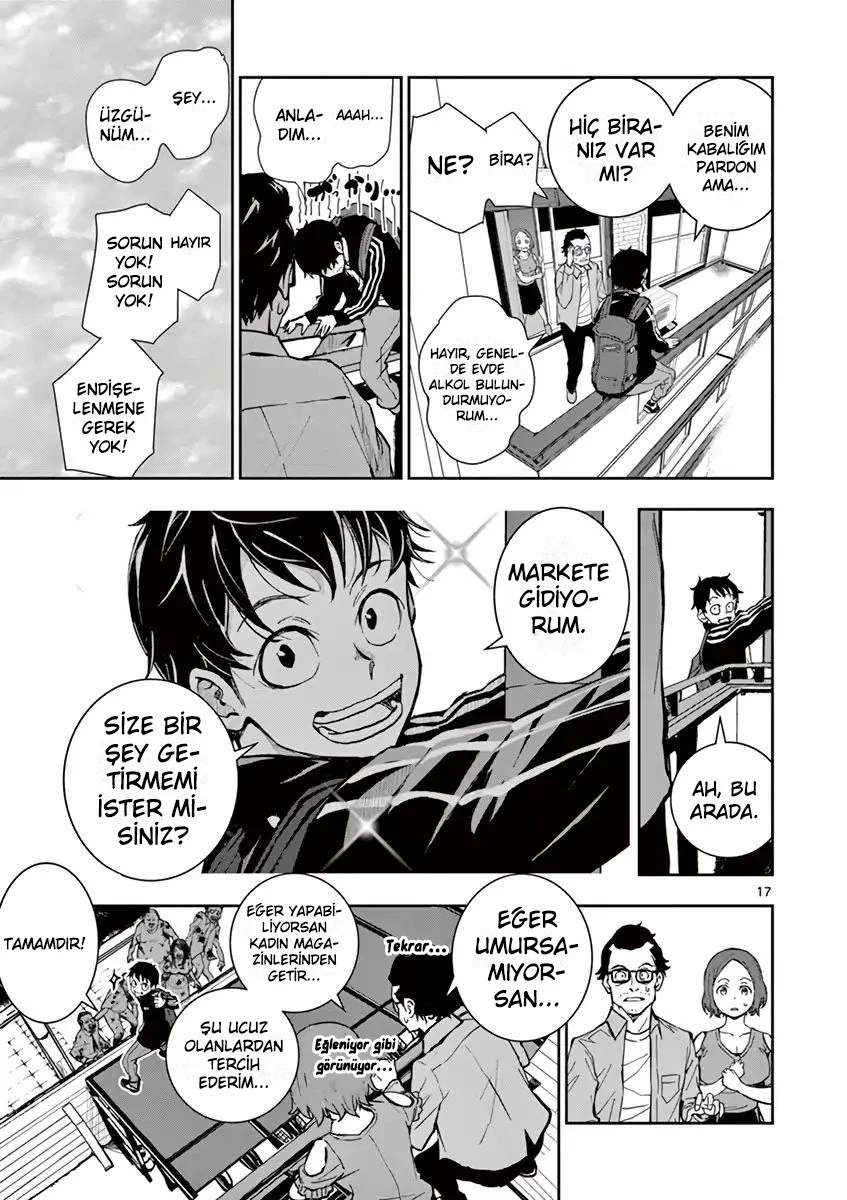 BENİM
KABALIĞIM
PARDON
AMA...
HİÇ BİRA-
NIZ VAR
MI?
BİRA?
NE?
HAYIR, GENEL-
DE EVDE
ALKOL BULUN-
DURMUYO-
RUM...
AAAH...
ANLA-
DIM...
ŞEY...
ÜZGÜ-
NÜM...
HAYIR
SORUN
YOK!
SORUN
YOK!
ENDİŞE-
LENMENE
GEREK
YOK!
AH, BU
ARADA.
MARKETE
GİDİYO-
RUM.
SİZE BİR
ŞEY GE-
TİRMEMİ
İSTER Mİ-
SİNİZ?
17
EĞER
UMURSA-
MIYOR-
SAN...
Tekrar...
EĞER YAPABİ-
LİYORSAN
KADIN MAGA-
ZİNLERİNDEN
GETİR...
ŞU UCUZ
OLANLARDAN
TERCİH
EDERİM...
Eğleniyor gibi
görünüyor...
TAMAMDIR!